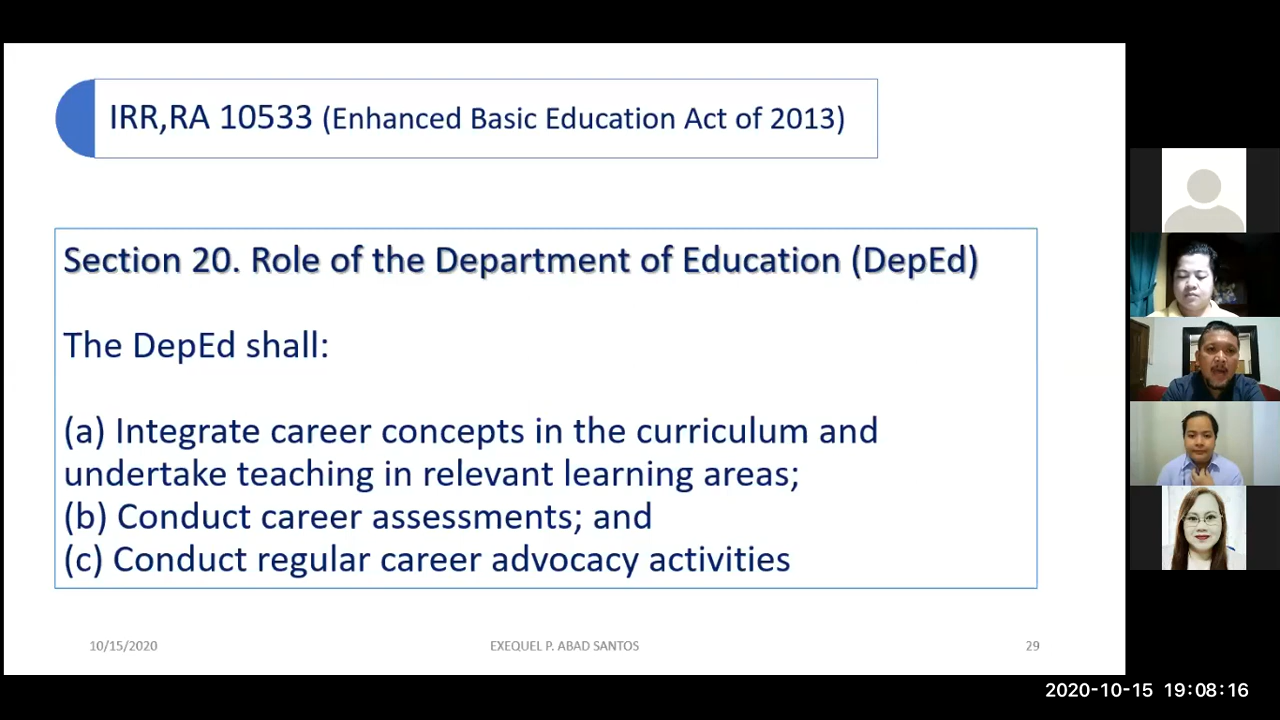 IRR,RA 10533 (Enhanced Basic Education Act of 2013)
Section 20. Role of the Department of Education (DepEd)
The DepEd shall:
(a) Integrate career concepts in the curriculum and
undertake teaching in relevant learning areas;
(b) Conduct career assessments; and
(c) Conduct regular career advocacy activities
10/15/2020
EXEQUEL P. ABAD SANTOS
29
2020-10-15 19:08:16